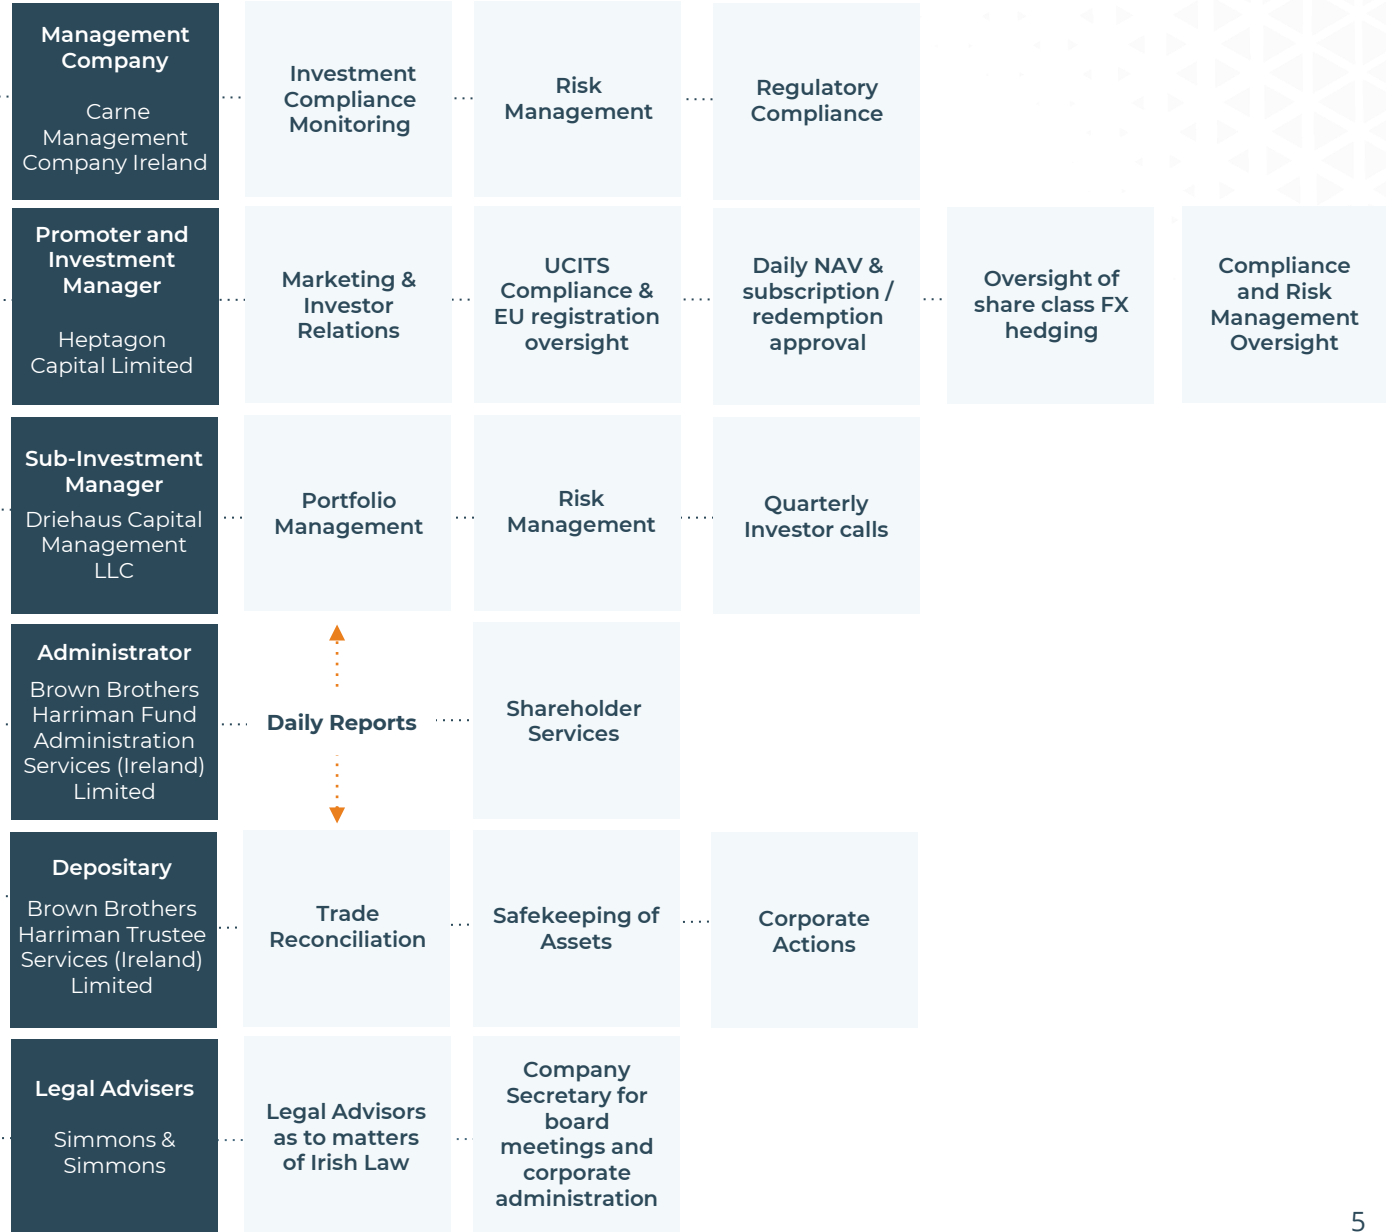 Management
Company
Carne
Management
Company Ireland
Investment
Compliance
Monitoring
Risk
Management
Regulatory
Compliance
Promoter and
Investment
Manager
Heptagon
Capital Limited
Marketing &
Investor
Relations
UCITS
Compliance &
EU registration
oversight
Daily NAV &
subscription /
redemption
approval
Oversight of
share class FX
hedging
Compliance
and Risk
Management
Oversight
Sub-Investment
Manager
Driehaus Capital
Management
LLC
Portfolio
Management
Risk
Management
Quarterly
Investor calls
Administrator
Brown Brothers
Harriman Fund
Administration
Services (Ireland)
Limited
Daily Reports
Shareholder
Services
Depositary
Brown Brothers
Harriman Trustee
Services (Ireland)
Limited
Trade
Reconciliation
Safekeeping of
Assets
Corporate
Actions
Legal Advisers
Simmons &
Simmons
Legal Advisors
as to matters
of Irish Law
Company
Secretary for
board
meetings and
corporate
administration
5